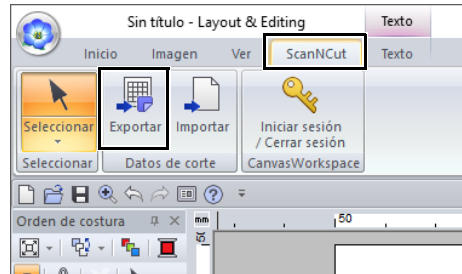 Sin título - Layout & Editing
Texto
Inicio Imagen Ver ScanNCut Texto
Seleccionar Exportar Importar Iniciar sesión
/ Cerrar sesión
Seleccionar Datos de corte CanvasWorkspace
Orden de costura mm 50